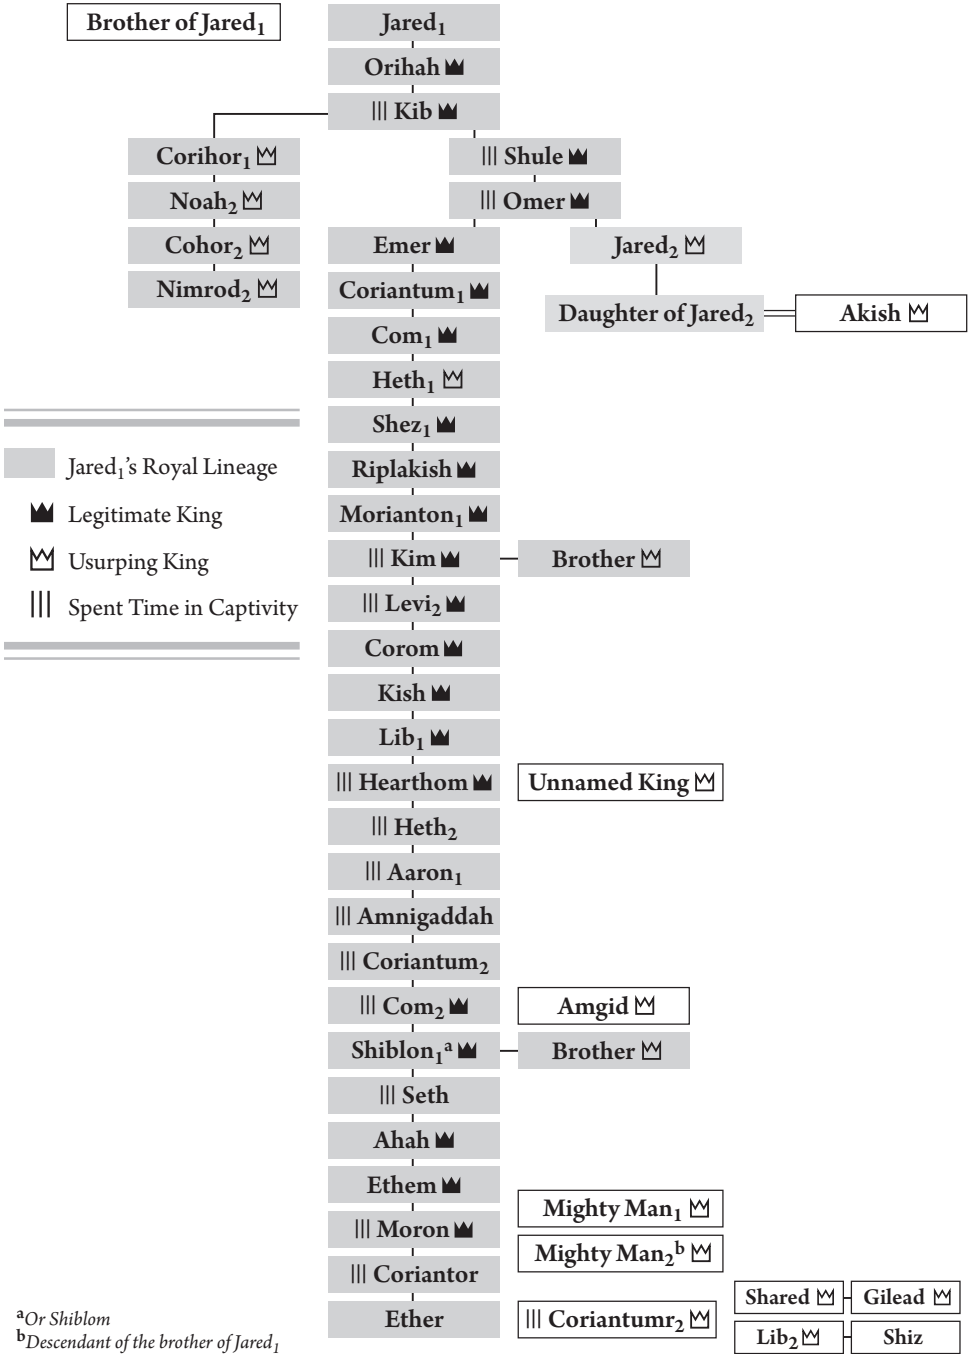 Brother of Jared₁
Jared₁
Orihah
Kib
Corihor₁
Shule
Noah₂
Omer
Cohor₂
Emer
Jared₂
Nimrod₂
Coriantum₁
Daughter of Jared₂
Akish
Com₁
Heth₁
Shez₁
Jared₁'s Royal Lineage
Riplakish
Legitimate King
Morianton₁
Usurping King
Kim
Brother
Spent Time in Captivity
Levi₂
Corom
Kish
Lib₁
Hearthom
Unnamed King
Heth₂
Aaron₁
Amnigaddah
Coriantum₂
Com₂
Amgid
Shiblon₁ᵃ
Brother
Seth
Ahah
Ethem
Mighty Man₁
Moron
Mighty Man₂ᵇ
Coriantor
Shared
Gilead
Ether
Coriantumr₂
Lib₂
Shiz
ᵃOr Shiblom
ᵇDescendant of the brother of Jared₁